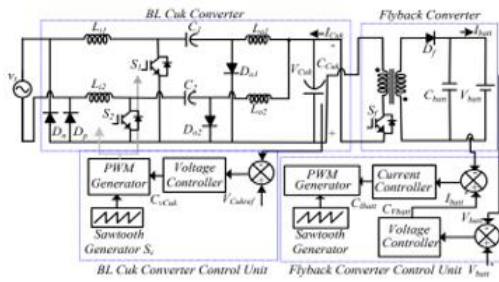 BL Cuk Converter
Flyback Converter
Li1
C1
Lo1
ICuk
Df
Ibatt
vs
S1
Do1
VCuk
CCuk
Cbatt
Vbatt
Li2
C2
S2
Do2
Lo2
Sf
Dn
Dp
PWM
Generator
Voltage
Controller
CvCuk
VCukref
Sawtooth
Generator
BL Cuk Converter Control Unit
PWM
Generator
Current
Controller
CIbatt
CVbatt
Ibatt
Vbatt
Sawtooth
Generator
Voltage
Controller
Flyback Converter Control Unit
Vbatt*